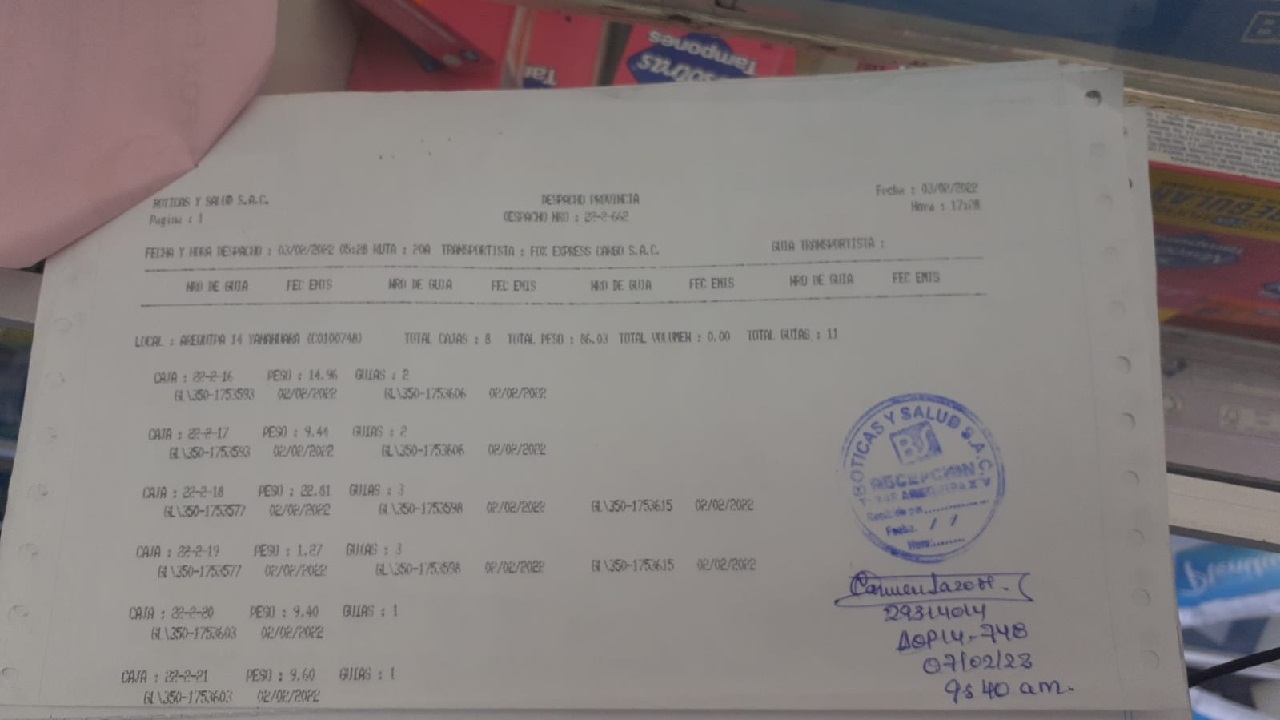 Tampones
BOTICAS Y SALUD S.A.C. DESPACHO PROVINCIA Fecha : 03/02/2022
Pagina : 1 DESPACHO NRO : 22-2-662 Hora : 17:28
FECHA Y HORA DESPACHO : 03/02/2022 05:28 RUTA : 20A TRANSPORTISTA : FOX EXPRESS CARGO S.A.C. GUIA TRANSPORTISTA :
NRO DE GUIA FEC EMIS NRO DE GUIA FEC EMIS NRO DE GUIA FEC EMIS NRO DE GUIA FEC EMIS
LOCAL : AREQUIPA 14 YANAHUARA (C0100748) TOTAL CAJAS : 8 TOTAL PESO : 86.03 TOTAL VOLUMEN : 0.00 TOTAL GUIAS : 11
CAJA : 22-2-16 PESO : 14.96 GUIAS : 2
GL\350-1753593 02/02/2022 GL\350-1753606 02/02/2022
CAJA : 22-2-17 PESO : 9.44 GUIAS : 2
GL\350-1753593 02/02/2022 GL\350-1753606 02/02/2022
CAJA : 22-2-18 PESO : 22.81 GUIAS : 3
GL\350-1753577 02/02/2022 GL\350-1753598 02/02/2022 GL\350-1753615 02/02/2022
CAJA : 22-2-19 PESO : 1.27 GUIAS : 3
GL\350-1753577 02/02/2022 GL\350-1753598 02/02/2022 GL\350-1753615 02/02/2022
CAJA : 22-2-20 PESO : 9.40 GUIAS : 1
GL\350-1753603 02/02/2022
CAJA : 22-2-21 PESO : 9.60 GUIAS : 1
GL\350-1753603 02/02/2022
BOTICAS Y SALUD S.A.C.
RECEPCION
Fecha. / /
Hora:........
Carmen Lazo H.
29314014
AQP14-748
07/02/23
9:40 am.